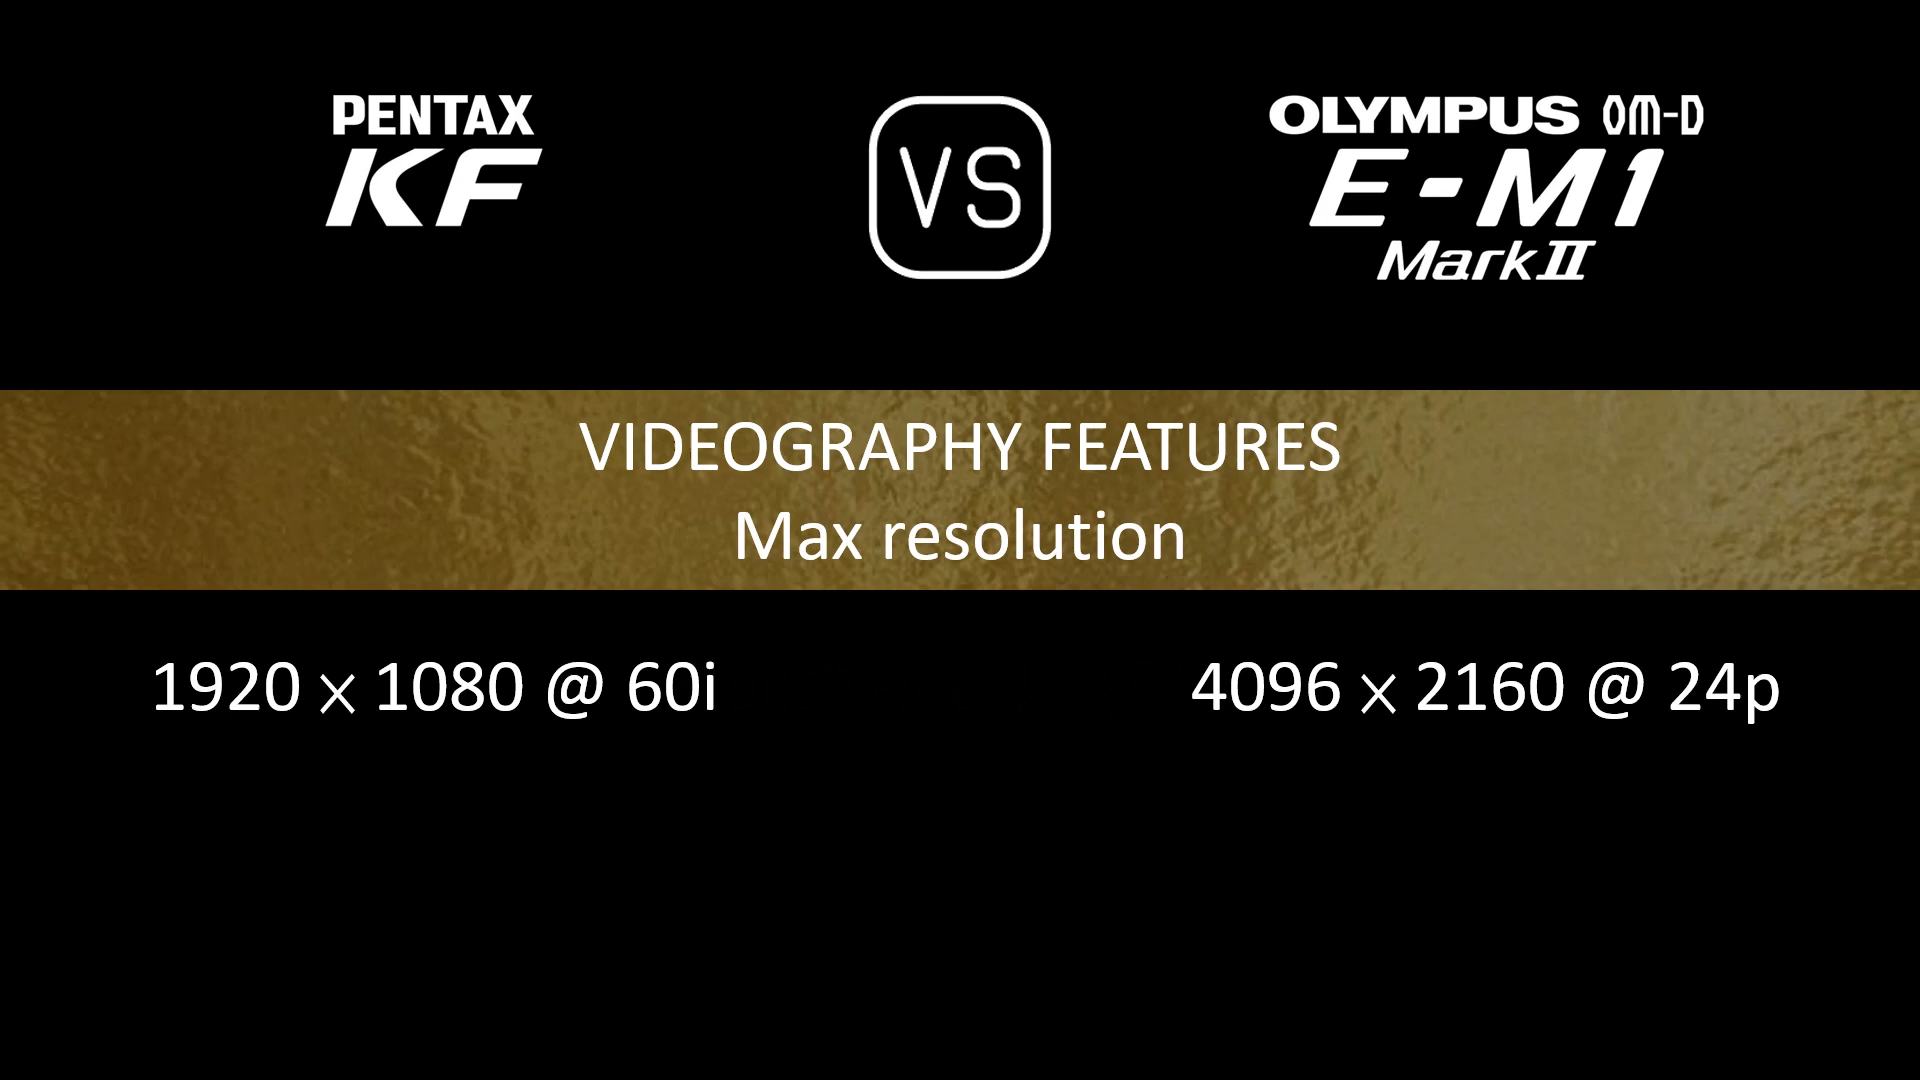 PENTAX
KF
VS
OLYMPUS OM-D
E-M1
Mark II
VIDEOGRAPHY FEATURES
Max resolution
1920 x 1080 @ 60i
4096 x 2160 @ 24p